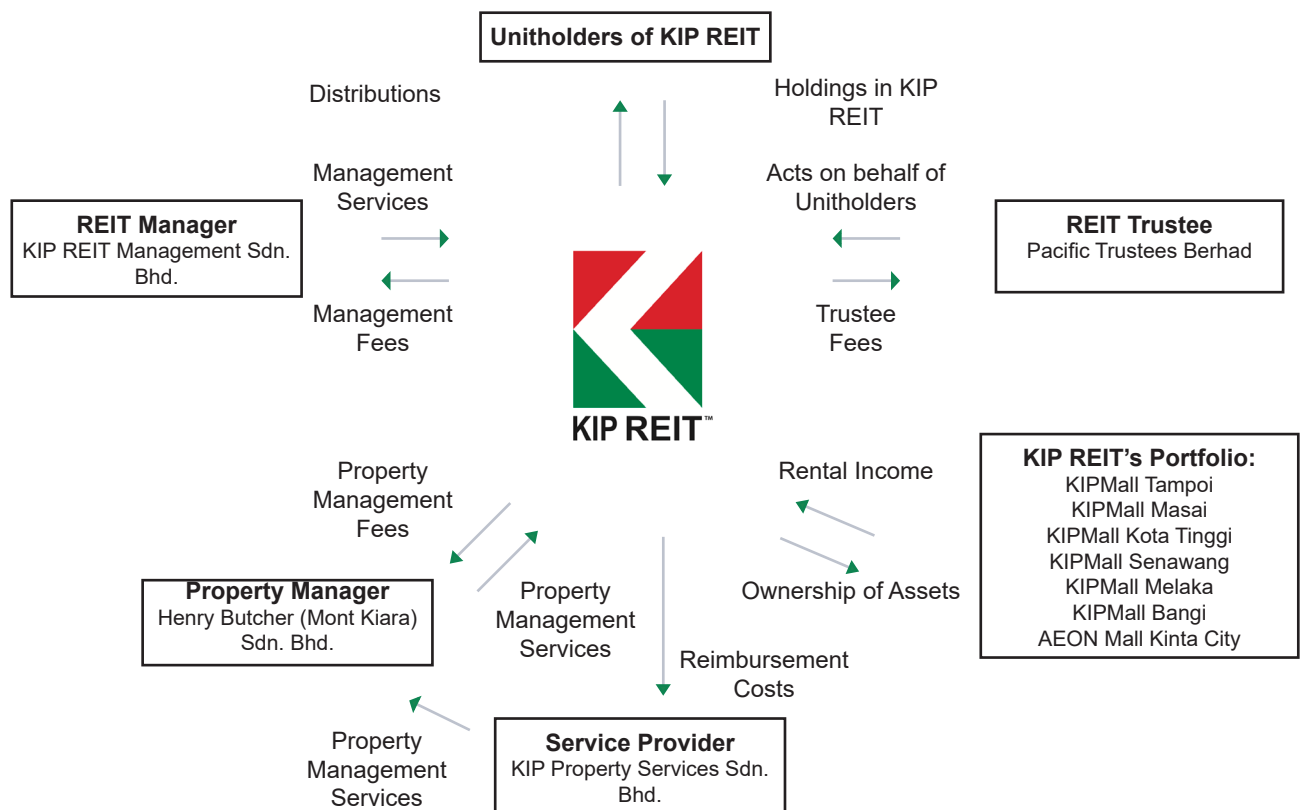 Unitholders of KIP REIT
Distributions
Holdings in KIP
REIT
Management
Services
Acts on behalf of
Unitholders
REIT Manager
KIP REIT Management Sdn.
Bhd.
REIT Trustee
Pacific Trustees Berhad
Management
Fees
Trustee
Fees
KIP REIT™
Property
Management
Fees
Rental Income
KIP REIT’s Portfolio:
KIPMall Tampoi
KIPMall Masai
KIPMall Kota Tinggi
KIPMall Senawang
KIPMall Melaka
KIPMall Bangi
AEON Mall Kinta City
Property Manager
Henry Butcher (Mont Kiara)
Sdn. Bhd.
Property
Management
Services
Ownership of Assets
Reimbursement
Costs
Property
Management
Services
Service Provider
KIP Property Services Sdn.
Bhd.